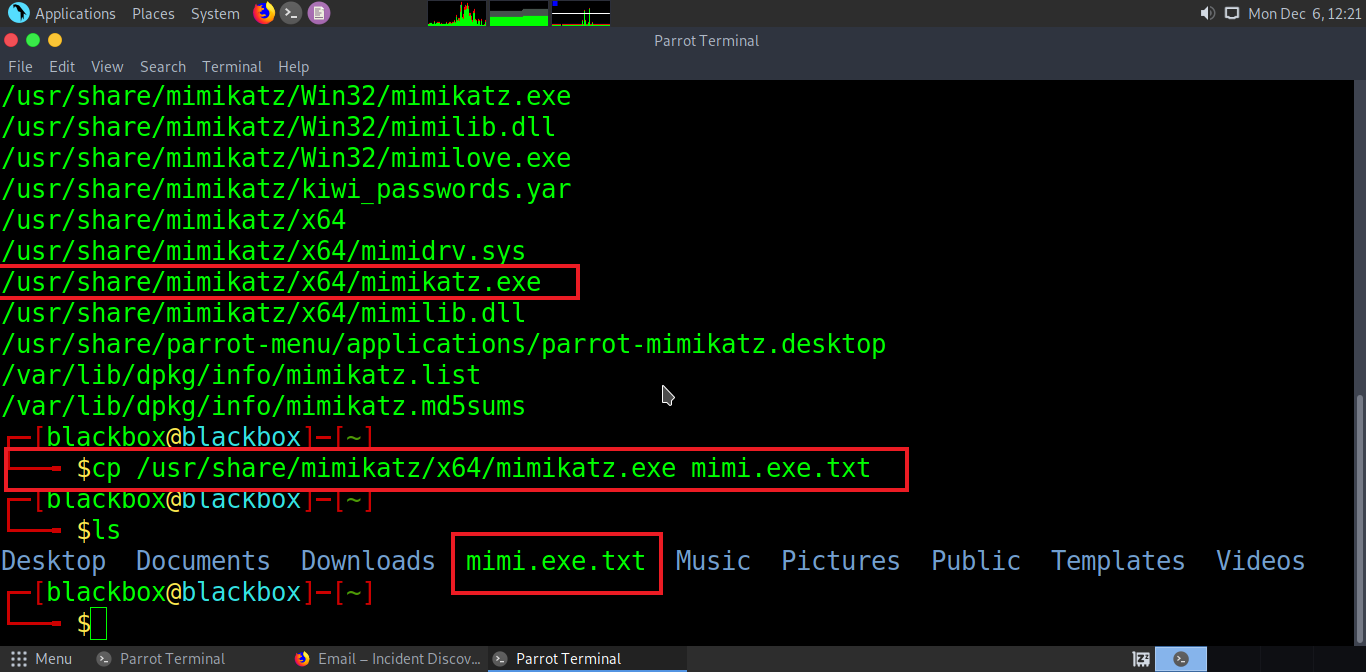 Applications Places System Mon Dec 6, 12:21
Parrot Terminal
File Edit View Search Terminal Help
/usr/share/mimikatz/Win32/mimikatz.exe
/usr/share/mimikatz/Win32/mimilib.dll
/usr/share/mimikatz/Win32/mimilove.exe
/usr/share/mimikatz/kiwi_passwords.yar
/usr/share/mimikatz/x64
/usr/share/mimikatz/x64/mimidrv.sys
/usr/share/mimikatz/x64/mimikatz.exe
/usr/share/mimikatz/x64/mimilib.dll
/usr/share/parrot-menu/applications/parrot-mimikatz.desktop
/var/lib/dpkg/info/mimikatz.list
/var/lib/dpkg/info/mimikatz.md5sums
┌─[blackbox@blackbox]─[~]
└──╼ $cp /usr/share/mimikatz/x64/mimikatz.exe mimi.exe.txt
┌─[blackbox@blackbox]─[~]
└──╼ $ls
Desktop Documents Downloads mimi.exe.txt Music Pictures Public Templates Videos
┌─[blackbox@blackbox]─[~]
└──╼ $
Menu Parrot Terminal Email – Incident Discov... Parrot Terminal